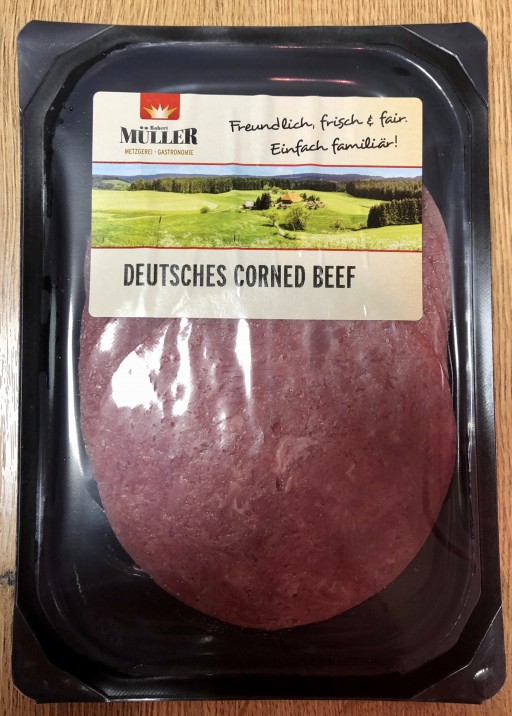 Robert
MÜLLER
METZGEREI · GASTRONOMIE
Freundlich, frisch & fair.
Einfach familiär!
DEUTSCHES CORNED BEEF